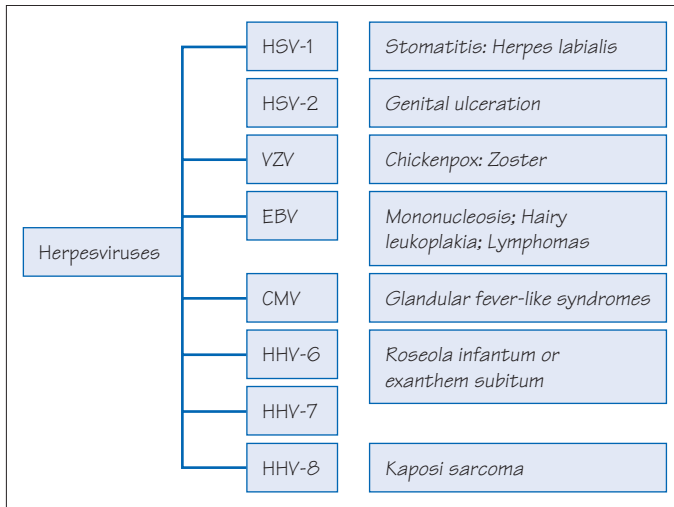 Herpesviruses
HSV-1
Stomatitis: Herpes labialis
HSV-2
Genital ulceration
VZV
Chickenpox: Zoster
EBV
Mononucleosis; Hairy
leukoplakia; Lymphomas
CMV
Glandular fever-like syndromes
HHV-6
Roseola infantum or
exanthem subitum
HHV-7
HHV-8
Kaposi sarcoma